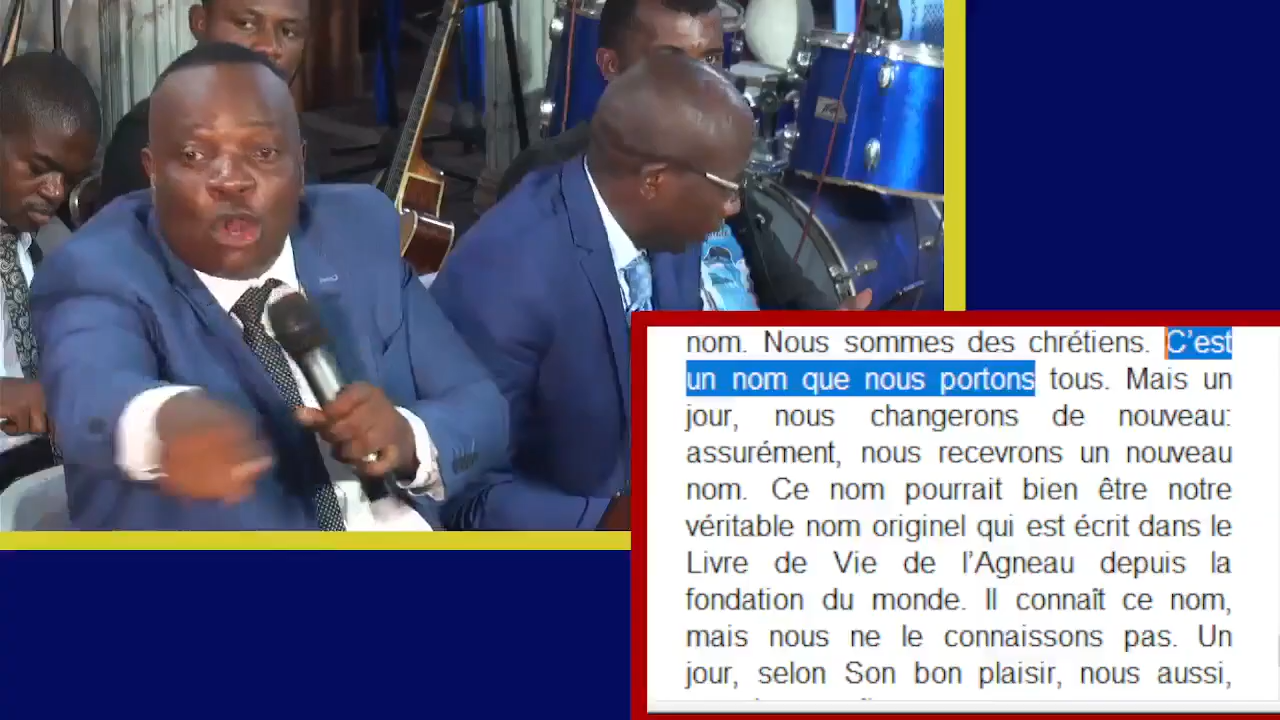 nom. Nous sommes des chrétiens. C’est
un nom que nous portons tous. Mais un
jour, nous changerons de nouveau:
assurément, nous recevrons un nouveau
nom. Ce nom pourrait bien être notre
véritable nom originel qui est écrit dans le
Livre de Vie de l’Agneau depuis la
fondation du monde. Il connaît ce nom,
mais nous ne le connaissons pas. Un
jour, selon Son bon plaisir, nous aussi,